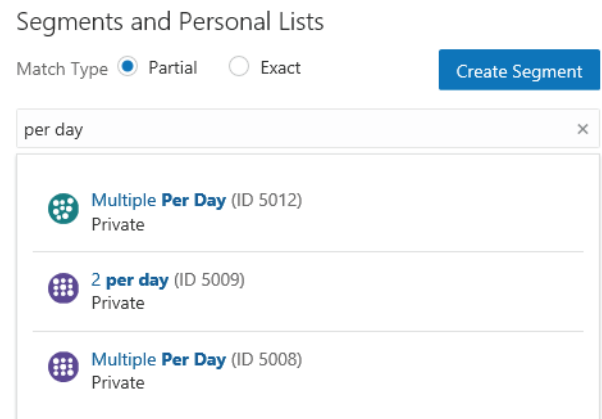 Segments and Personal Lists
Match Type Partial Exact Create Segment
per day
Multiple Per Day (ID 5012)
Private
2 per day (ID 5009)
Private
Multiple Per Day (ID 5008)
Private